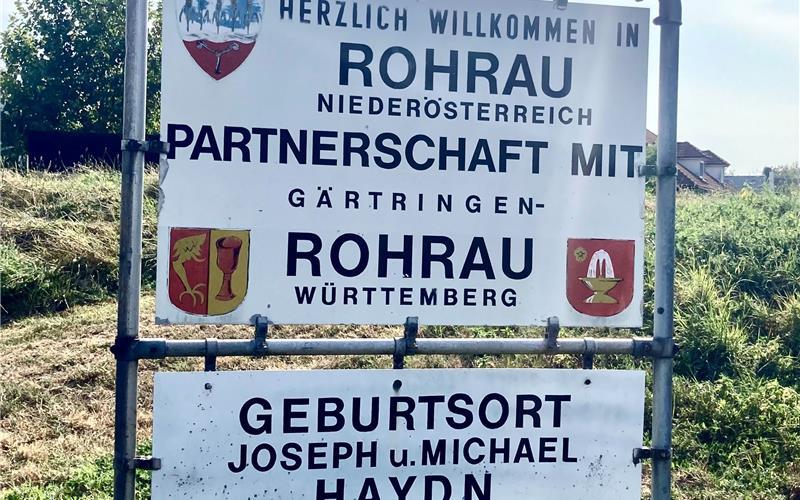 HERZLICH WILLKOMMEN IN
ROHRAU
NIEDERÖSTERREICH
PARTNERSCHAFT MIT
GÄRTRINGEN-
ROHRAU
WÜRTTEMBERG
GEBURTSORT
JOSEPH u. MICHAEL
HAYDN